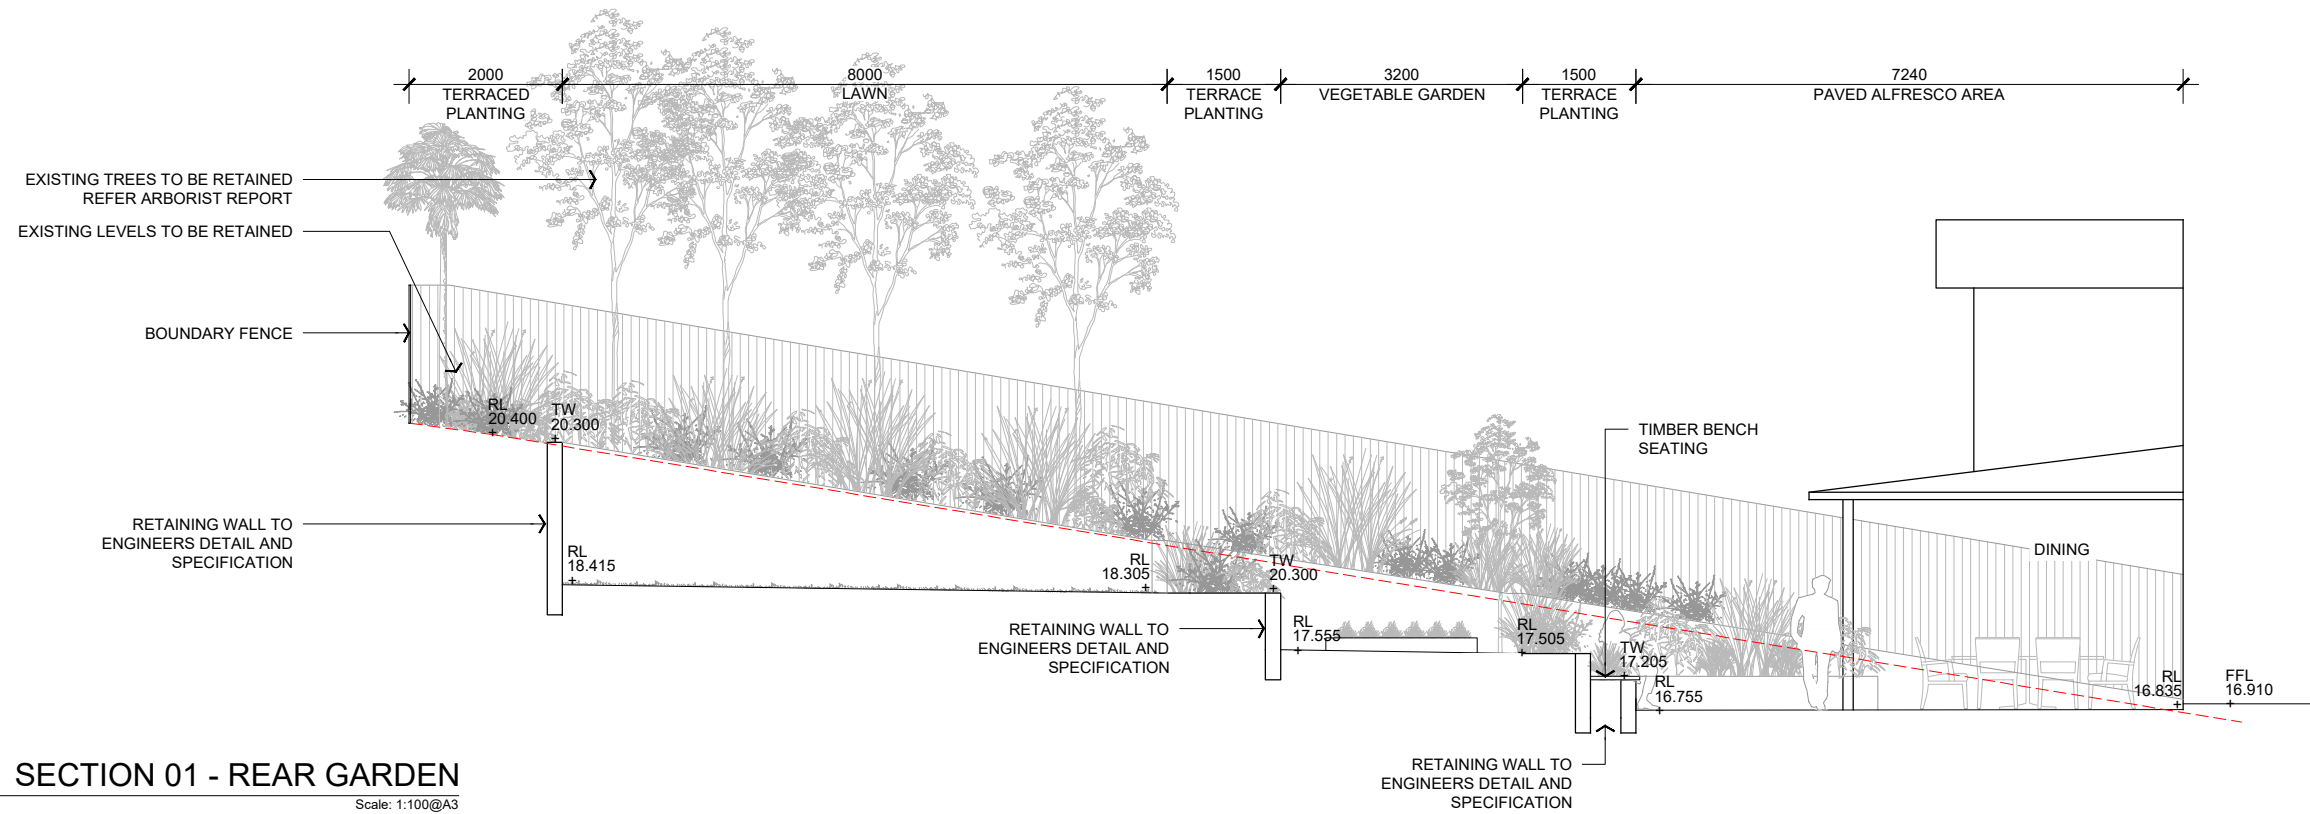 2000
TERRACED
PLANTING
8000
LAWN
1500
TERRACE
PLANTING
3200
VEGETABLE GARDEN
1500
TERRACE
PLANTING
7240
PAVED ALFRESCO AREA
EXISTING TREES TO BE RETAINED
REFER ARBORIST REPORT
EXISTING LEVELS TO BE RETAINED
BOUNDARY FENCE
RL
20.400
TW
20.300
TIMBER BENCH
SEATING
RETAINING WALL TO
ENGINEERS DETAIL AND
SPECIFICATION
RL
18.415
RL
18.305
TW
20.300
DINING
RETAINING WALL TO
ENGINEERS DETAIL AND
SPECIFICATION
RL
17.555
RL
17.505
TW
17.205
RL
16.755
RL
16.835
FFL
16.910
RETAINING WALL TO
ENGINEERS DETAIL AND
SPECIFICATION
SECTION 01 - REAR GARDEN
Scale: 1:100@A3